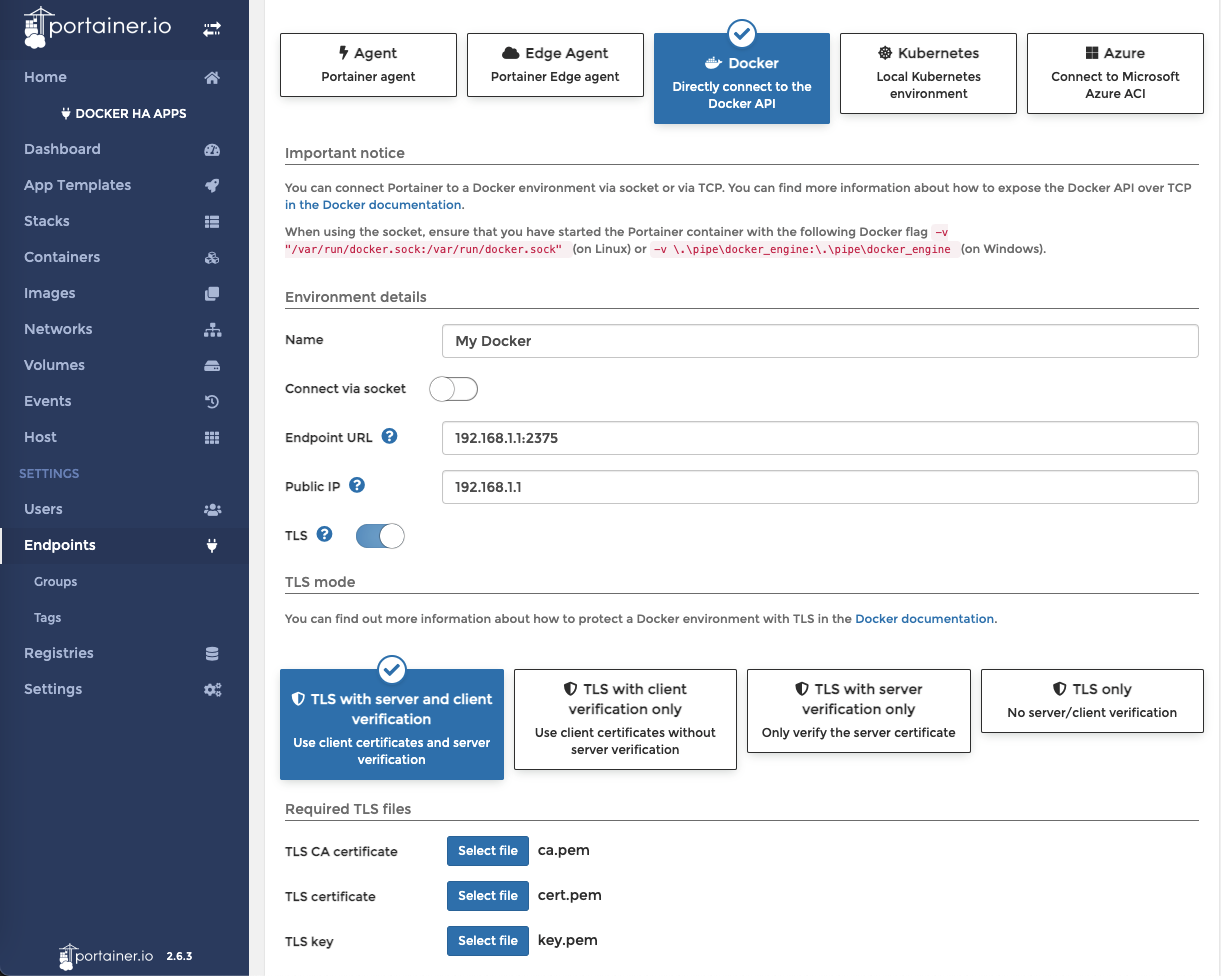 portainer.io
Home
DOCKER HA APPS
Dashboard
App Templates
Stacks
Containers
Images
Networks
Volumes
Events
Host
SETTINGS
Users
Endpoints
Groups
Tags
Registries
Settings
portainer.io 2.6.3
Agent
Portainer agent
Edge Agent
Portainer Edge agent
Docker
Directly connect to the
Docker API
Kubernetes
Local Kubernetes
environment
Azure
Connect to Microsoft
Azure ACI
Important notice
You can connect Portainer to a Docker environment via socket or via TCP. You can find more information about how to expose the Docker API over TCP
in the Docker documentation.
When using the socket, ensure that you have started the Portainer container with the following Docker flag -v
"/var/run/docker.sock:/var/run/docker.sock" (on Linux) or -v \.\pipe\docker_engine:\.\pipe\docker_engine (on Windows).
Environment details
Name My Docker
Connect via socket
Endpoint URL ? 192.168.1.1:2375
Public IP ? 192.168.1.1
TLS ?
TLS mode
You can find out more information about how to protect a Docker environment with TLS in the Docker documentation.
TLS with server and client
verification
Use client certificates and server
verification
TLS with client
verification only
Use client certificates without
server verification
TLS with server
verification only
Only verify the server certificate
TLS only
No server/client verification
Required TLS files
TLS CA certificate Select file ca.pem
TLS certificate Select file cert.pem
TLS key Select file key.pem